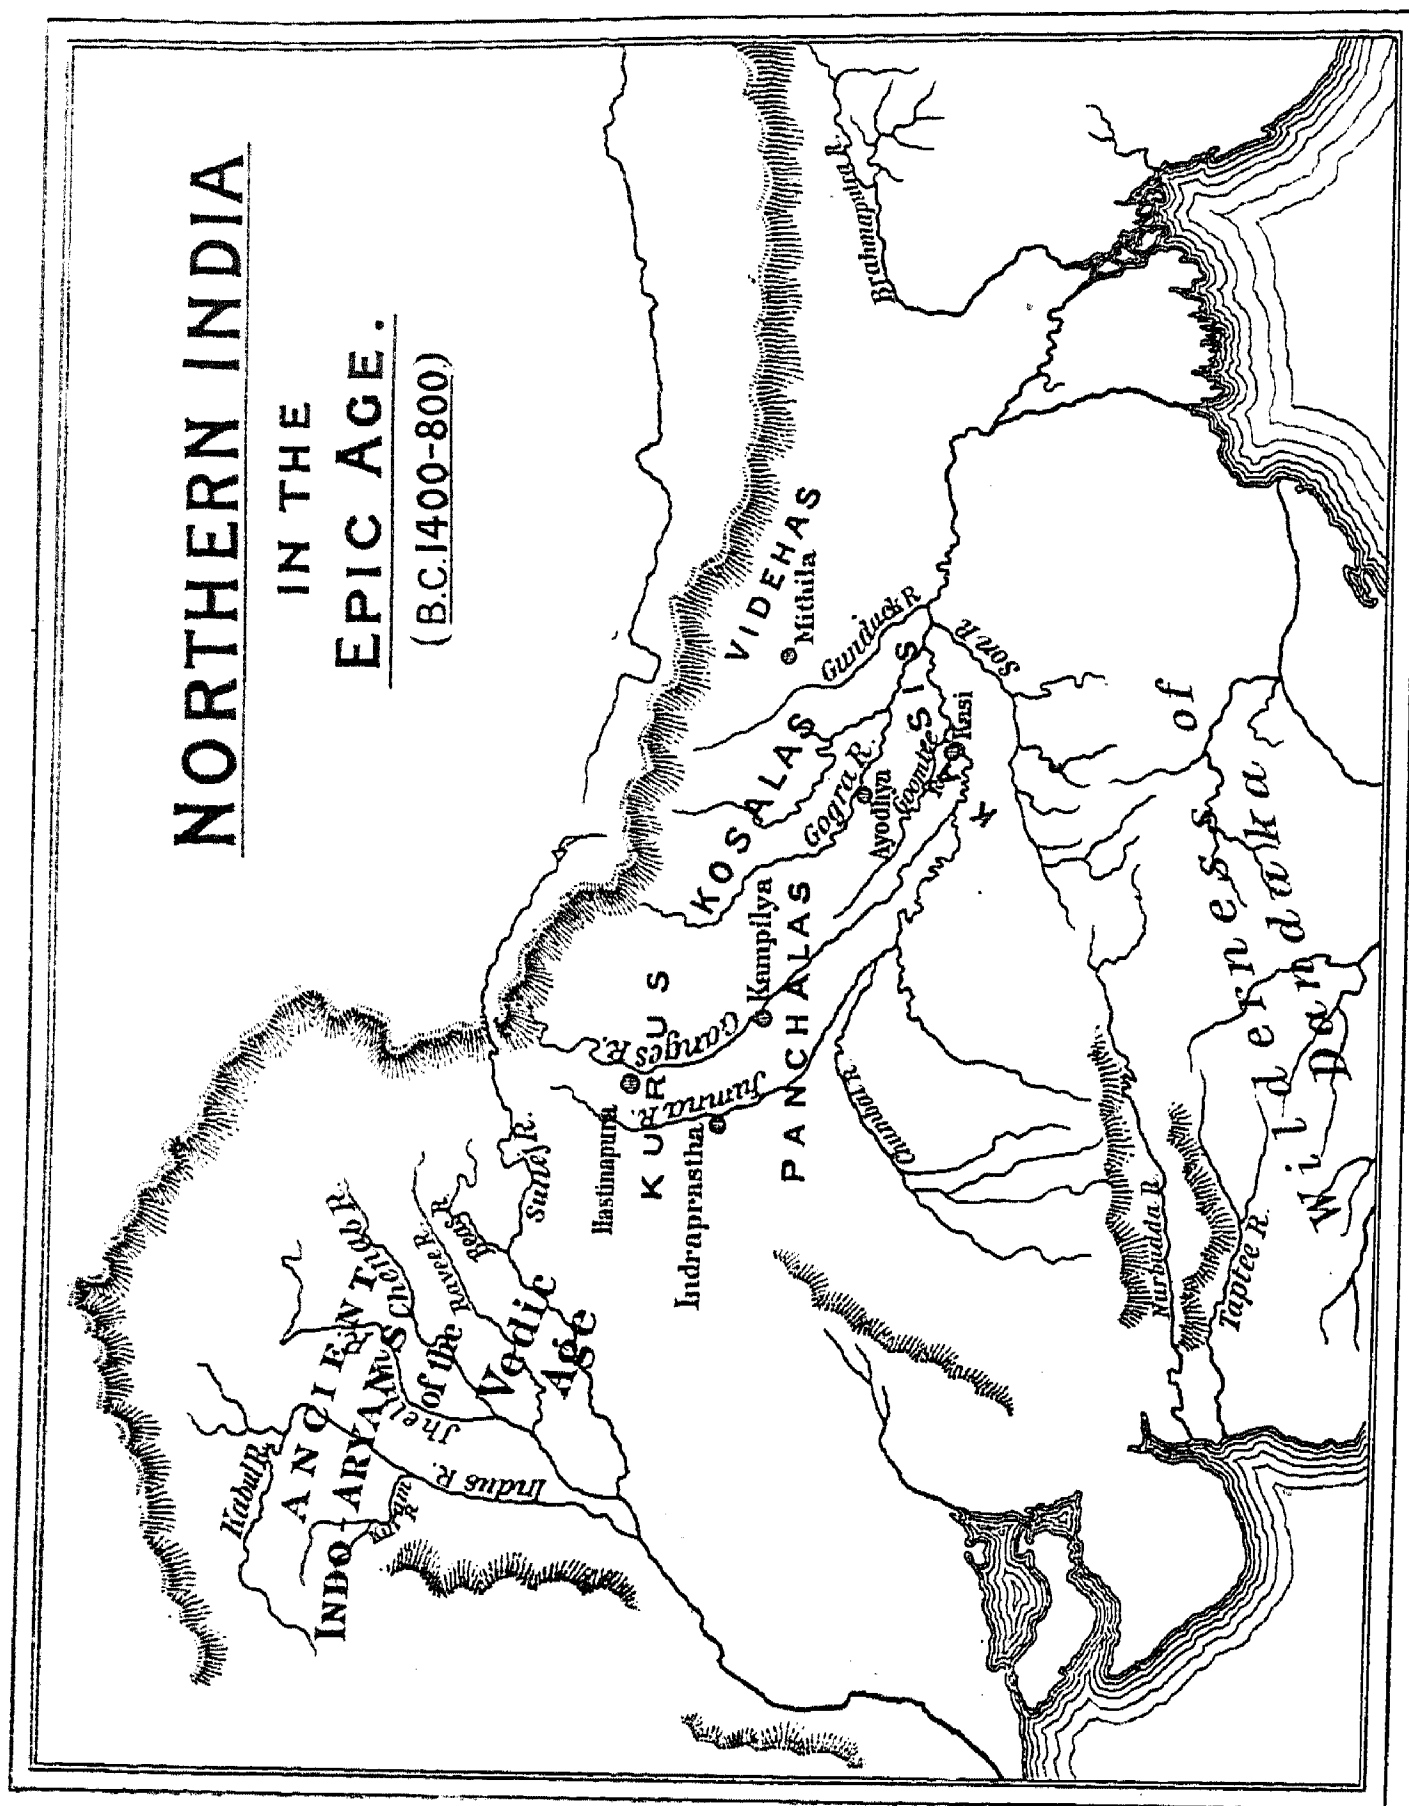 NORTHERN INDIA
IN THE
EPIC AGE.
(B.C.1400-800)
Kabul R.
ANCIENT
INDO-ARYANS
of the
Vedic
Age
Kuram R
Indus R.
Jhelum R
Chenab R.
Ravee R.
Beas R.
Sutlej R.
Hastinapura
KURUS
Indraprastha
Ganges R.
Jumna R.
Kampilya
PANCHALAS
Chumbal R.
KOSALAS
Gogra R.
Ayodhya
Goomtee R.
KASIS
Kasi
VIDEHAS
Mithila
Gunduck R
Son R
Brahmaputra R.
Nurbudda R
Taptee R.
Wilderness of
Dandaka